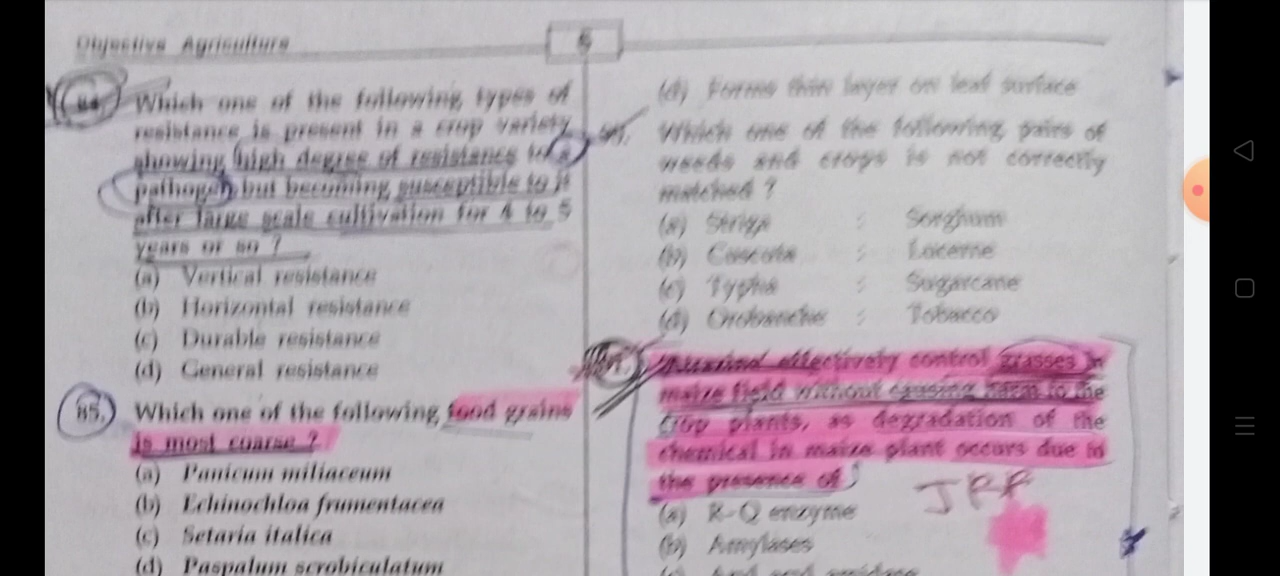 Objective Agriculture
5
84. Which one of the following types of
resistance is present in a crop variety
showing high degree of resistance to a
pathogen but becoming susceptible to it
after large scale cultivation for 4 to 5
years or so ?
(a) Vertical resistance
(b) Horizontal resistance
(c) Durable resistance
(d) General resistance
85. Which one of the following food grains
is most coarse ?
(a) Panicum miliaceum
(b) Echinochloa frumentacea
(c) Setaria italica
(d) Paspalum scrobiculatum
(d) Forms thin layer on leaf surface
Which one of the following pairs of
weeds and crops is not correctly
matched ?
(a) Striga : Sorghum
(b) Cuscuta : Lucerne
(c) Typha : Sugarcane
(d) Orobanche : Tobacco
effectively control grasses in
maize field without causing harm to the
crop plants, as degradation of the
chemical in maize plant occurs due to
the presence of
JRF
(a) R-Q enzyme
(b) Amylases